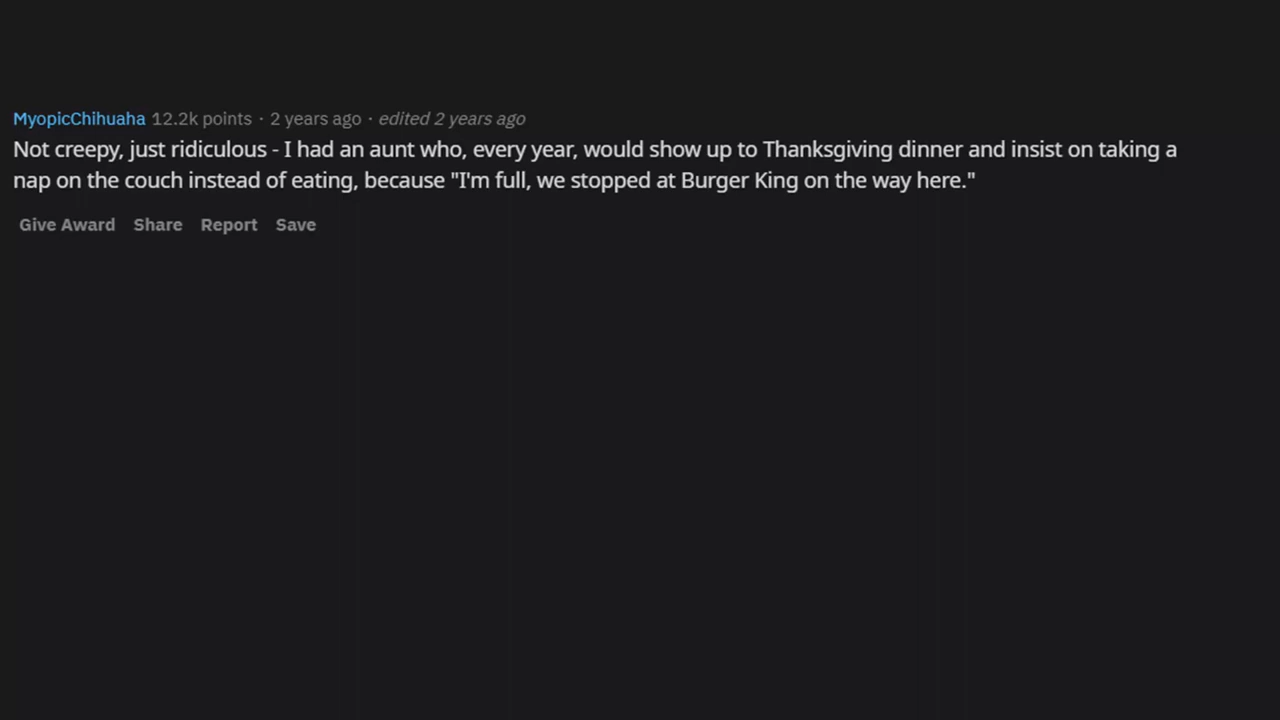 MyopicChihuaha 12.2k points · 2 years ago · edited 2 years ago
Not creepy, just ridiculous - I had an aunt who, every year, would show up to Thanksgiving dinner and insist on taking a
nap on the couch instead of eating, because "I'm full, we stopped at Burger King on the way here."
Give Award Share Report Save